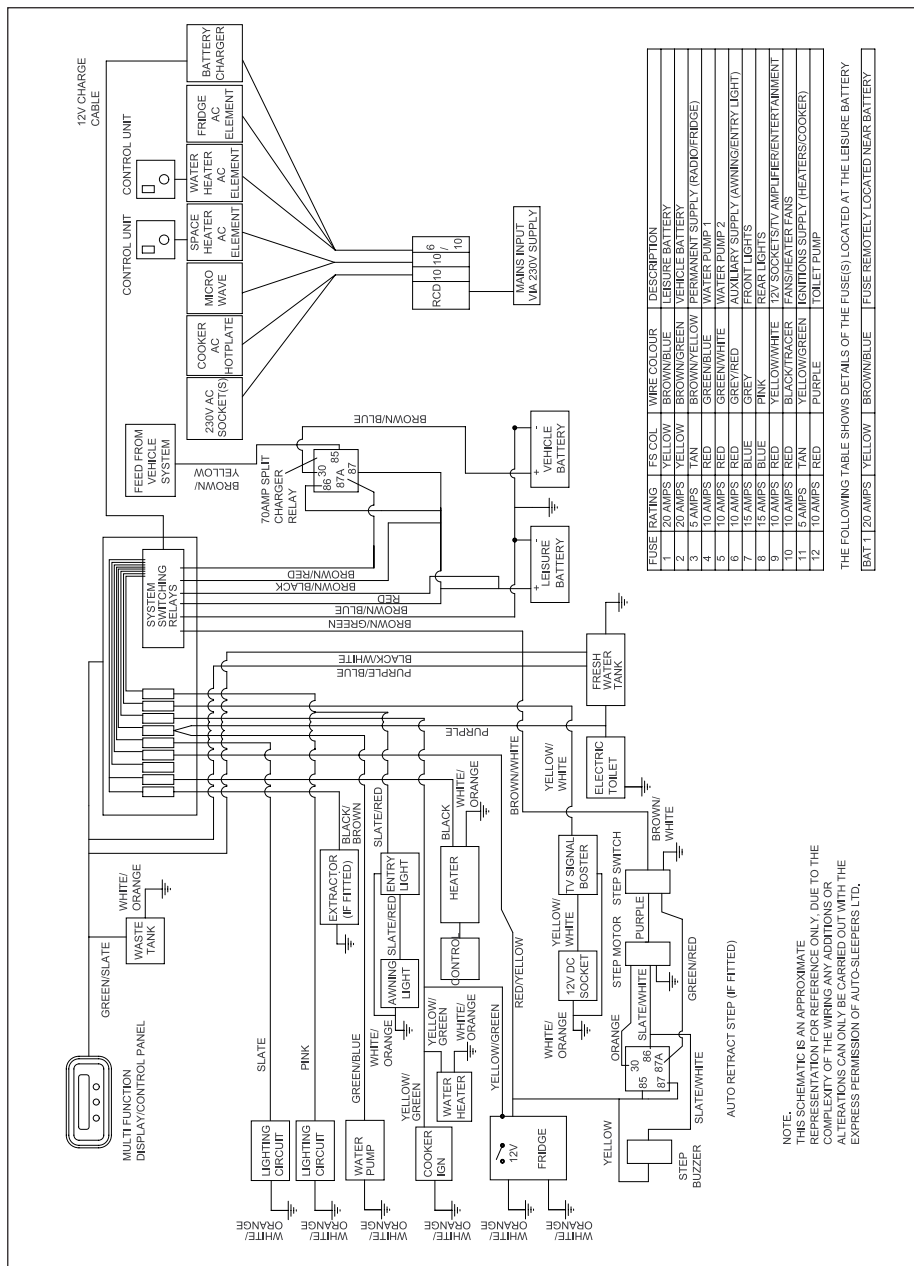 12V CHARGE
CABLE
CONTROL UNIT
CONTROL UNIT
BATTERY
CHARGER
FRIDGE
AC
ELEMENT
WATER
HEATER
AC
ELEMENT
SPACE
HEATER
AC
ELEMENT
MICRO
WAVE
COOKER
AC
HOTPLATE
230V AC
SOCKET(S)
RCD 10 10 6
/
10
MAINS INPUT
VIA 230V SUPPLY
FEED FROM
VEHICLE
SYSTEM
BROWN/
YELLOW
70AMP SPLIT
CHARGER
RELAY
30
85
86
87A
87
BROWN/BLUE
VEHICLE
BATTERY
+ -
LEISURE
BATTERY
+ -
SYSTEM
SWITCHING
RELAYS
BROWN/RED
BROWN/BLACK
RED
BROWN/BLUE
BROWN/GREEN
BLACK/WHITE
PURPLE/BLUE
FRESH
WATER
TANK
PURPLE
ELECTRIC
TOILET
BROWN/WHITE
YELLOW/
WHITE
MULTI FUNCTION
DISPLAY/CONTROL PANEL
GREEN/SLATE
WASTE
TANK
WHITE/
ORANGE
SLATE
LIGHTING
CIRCUIT
WHITE/
ORANGE
PINK
LIGHTING
CIRCUIT
WHITE/
ORANGE
BLACK/
BROWN
EXTRACTOR
(IF FITTED)
GREEN/BLUE
WATER
PUMP
WHITE/
ORANGE
SLATE/RED
ENTRY
LIGHT
SLATE/RED
AWNING
LIGHT
WHITE/
ORANGE
YELLOW/
GREEN
COOKER
IGN
WHITE/
ORANGE
YELLOW/
GREEN
WATER
HEATER
WHITE/
ORANGE
BLACK
HEATER
WHITE/
ORANGE
CONTROL
YELLOW/GREEN
RED/YELLOW
12V
FRIDGE
WHITE/
ORANGE
WHITE/
ORANGE
TV SIGNAL
BOSTER
YELLOW/
WHITE
12V DC
SOCKET
WHITE/
ORANGE
BROWN/
WHITE
STEP SWITCH
PURPLE
STEP MOTOR
GREEN/RED
SLATE/WHITE
ORANGE
30
86
85
87A
87
SLATE/WHITE
YELLOW
STEP
BUZZER
AUTO RETRACT STEP (IF FITTED)
NOTE.
THIS SCHEMATIC IS AN APPROXIMATE
REPRESENTATION FOR REFERENCE ONLY, DUE TO THE
COMPLEXITY OF THE WIRING ANY ADDITIONS OR
ALTERATIONS CAN ONLY BE CARRIED OUT WITH THE
EXPRESS PERMISSION OF AUTO-SLEEPERS LTD.
FUSE RATING FS COL WIRE COLOUR DESCRIPTION
1 20 AMPS YELLOW BROWN/BLUE LEISURE BATTERY
2 20 AMPS YELLOW BROWN/GREEN VEHICLE BATTERY
3 5 AMPS TAN BROWN/YELLOW PERMANENT SUPPLY (RADIO/FRIDGE)
4 10 AMPS RED GREEN/BLUE WATER PUMP 1
5 10 AMPS RED GREEN/WHITE WATER PUMP 2
6 10 AMPS RED GREY/RED AUXILIARY SUPPLY (AWNING/ENTRY LIGHT)
7 15 AMPS BLUE GREY FRONT LIGHTS
8 15 AMPS BLUE PINK REAR LIGHTS
9 10 AMPS RED YELLOW/WHITE 12V SOCKETS/TV AMPLIFIER/ENTERTAINMENT
10 10 AMPS RED BLACK/TRACER FANS/HEATER FANS
11 5 AMPS TAN YELLOW/GREEN IGNITIONS SUPPLY (HEATERS/COOKER)
12 10 AMPS RED PURPLE TOILET PUMP
THE FOLLOWING TABLE SHOWS DETAILS OF THE FUSE(S) LOCATED AT THE LEISURE BATTERY
BAT 1 20 AMPS YELLOW BROWN/BLUE FUSE REMOTELY LOCATED NEAR BATTERY